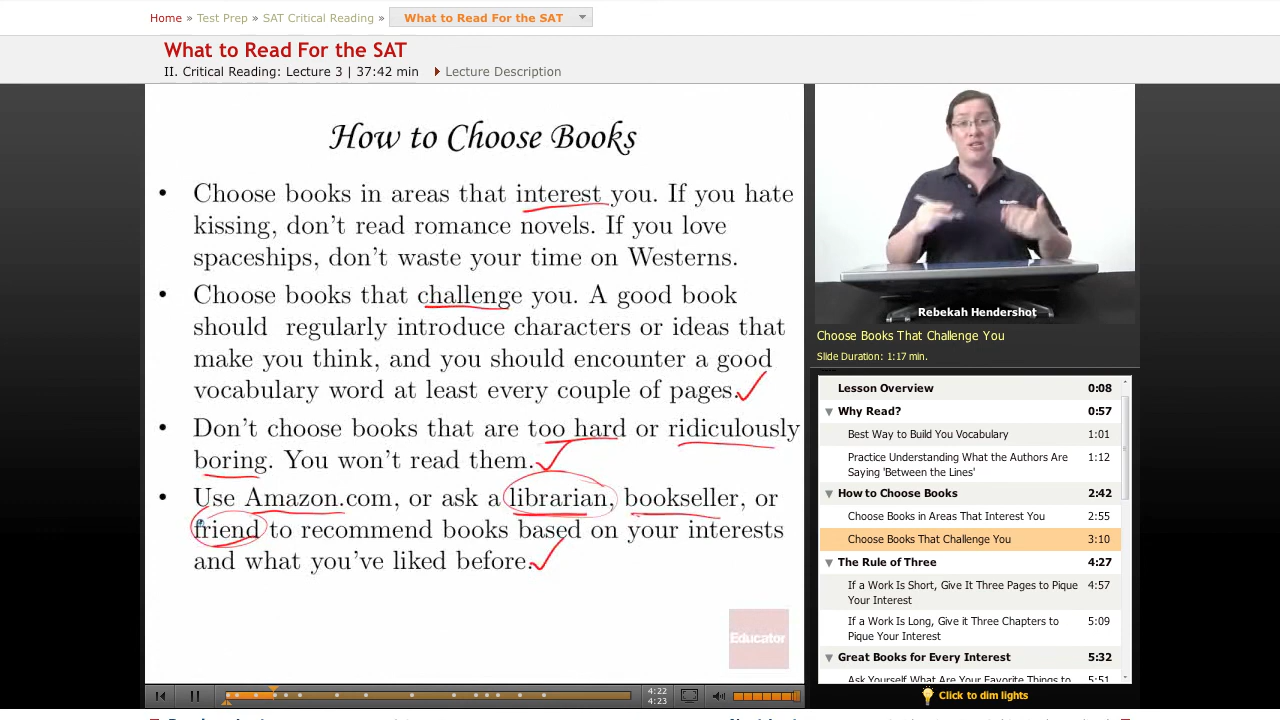 Home » Test Prep » SAT Critical Reading » What to Read For the SAT
What to Read For the SAT
II. Critical Reading: Lecture 3 | 37:42 min Lecture Description
How to Choose Books
• Choose books in areas that interest you. If you hate
kissing, don't read romance novels. If you love
spaceships, don't waste your time on Westerns.
• Choose books that challenge you. A good book
should regularly introduce characters or ideas that
make you think, and you should encounter a good
vocabulary word at least every couple of pages.
• Don't choose books that are too hard or ridiculously
boring. You won't read them.
• Use Amazon.com, or ask a librarian, bookseller, or
friend to recommend books based on your interests
and what you've liked before.
Educator
4:22
4:23
Rebekah Hendershot
Choose Books That Challenge You
Slide Duration: 1:17 min.
Lesson Overview 0:08
Why Read? 0:57
Best Way to Build You Vocabulary 1:01
Practice Understanding What the Authors Are 1:12
Saying 'Between the Lines'
How to Choose Books 2:42
Choose Books in Areas That Interest You 2:55
Choose Books That Challenge You 3:10
The Rule of Three 4:27
If a Work Is Short, Give It Three Pages to Pique 4:57
Your Interest
If a Work Is Long, Give it Three Chapters to 5:09
Pique Your Interest
Great Books for Every Interest 5:32
Ask Yourself What Are Your Favorite Things to 5:51
Click to dim lights